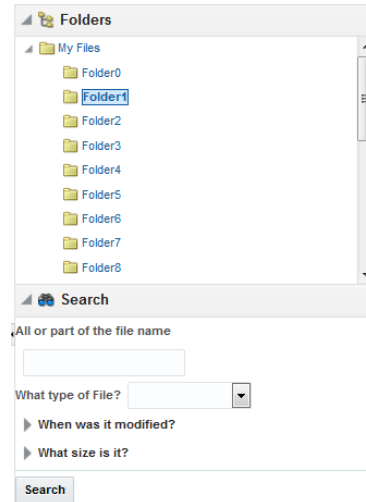 Folders
My Files
Folder0
Folder1
Folder2
Folder3
Folder4
Folder5
Folder6
Folder7
Folder8
Search
All or part of the file name
What type of File?
When was it modified?
What size is it?
Search